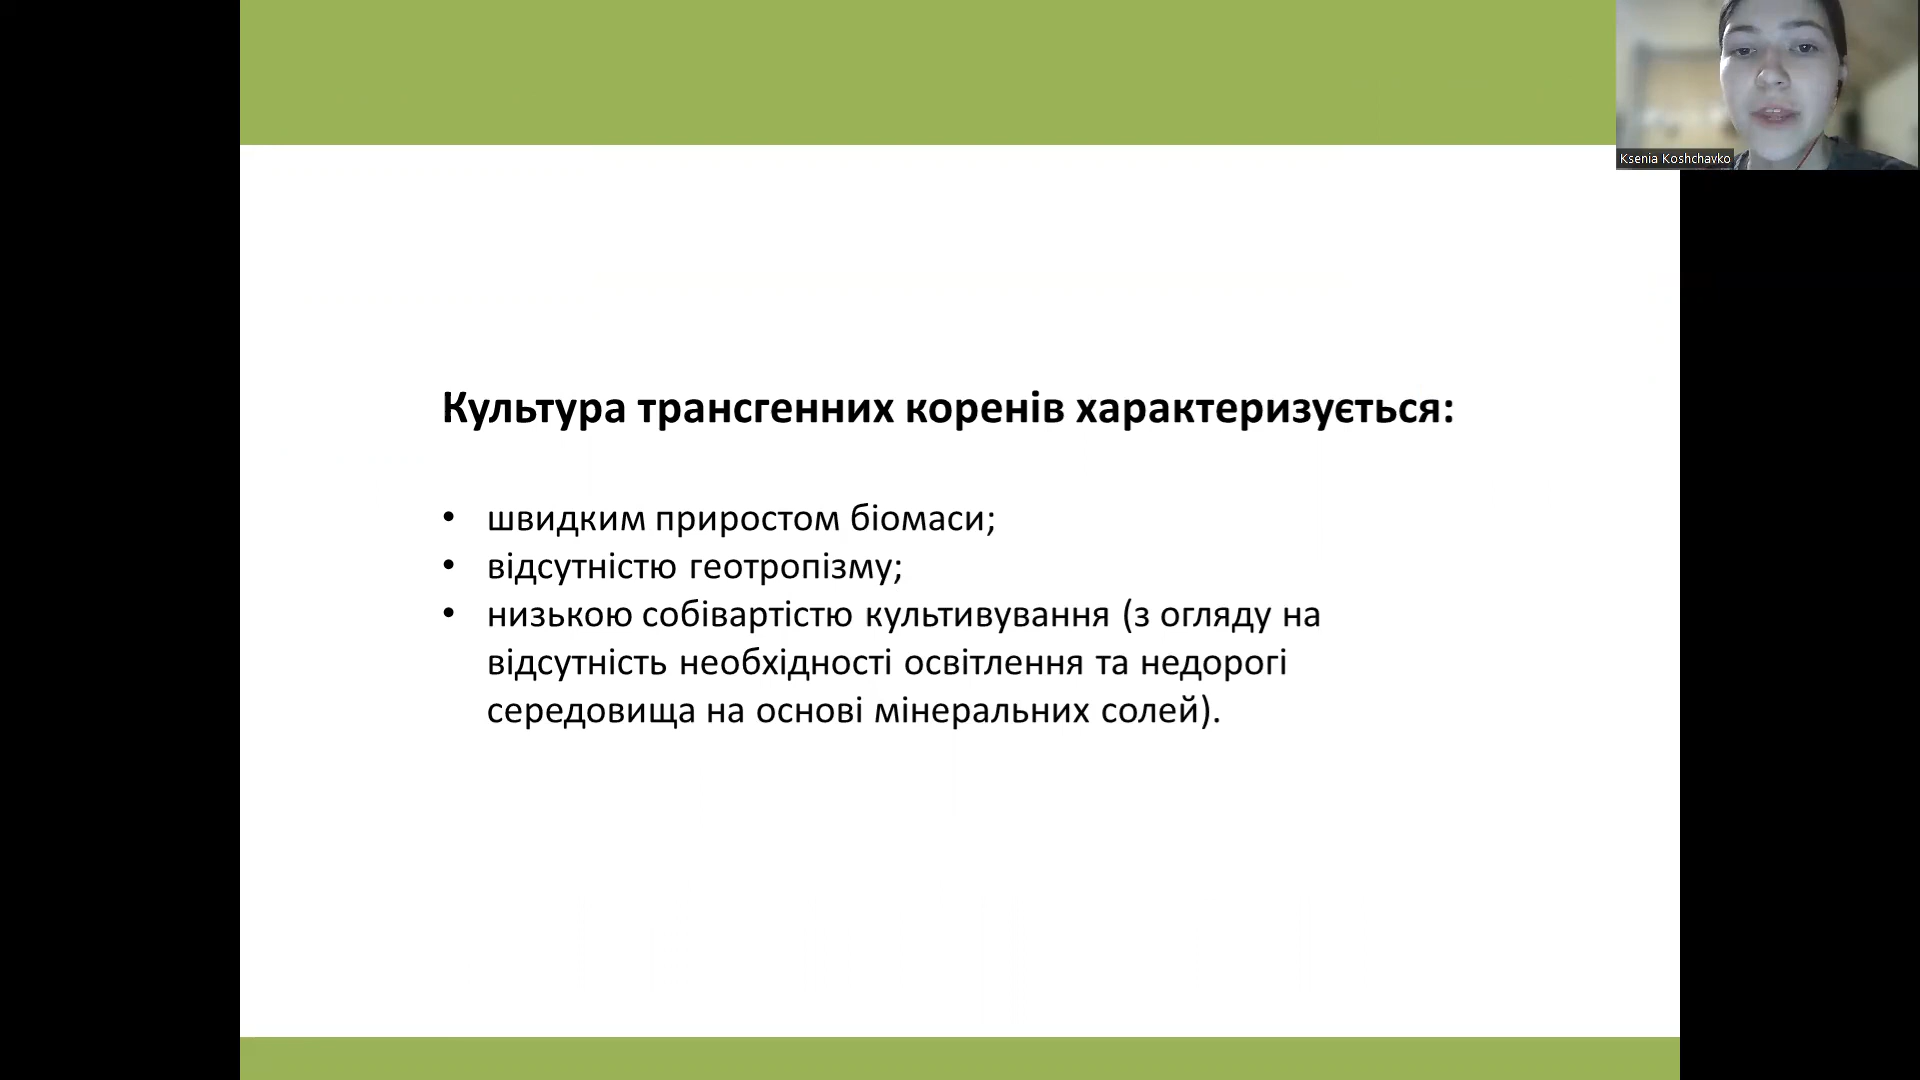 Ksenia Koshchavko
Культура трансгенних коренів характеризується:
• швидким приростом біомаси;
• відсутністю геотропізму;
• низькою собівартістю культивування (з огляду на
відсутність необхідності освітлення та недорогі
середовища на основі мінеральних солей).